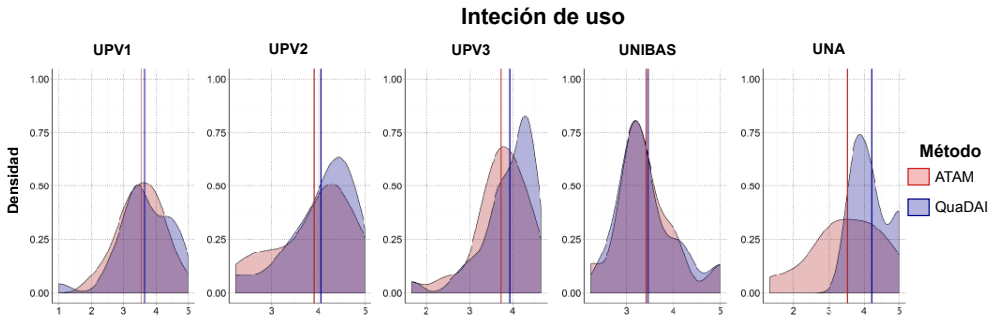 Inteción de uso
UPV1 UPV2 UPV3 UNIBAS UNA
Densidad
1.00 1.00 1.00 1.00 1.00
0.75 0.75 0.75 0.75 0.75
0.50 0.50 0.50 0.50 0.50
0.25 0.25 0.25 0.25 0.25
0.00 0.00 0.00 0.00 0.00
1 2 3 4 5 3 4 5 2 3 4 3 4 5 2 3 4 5
Método
ATAM
QuaDAI